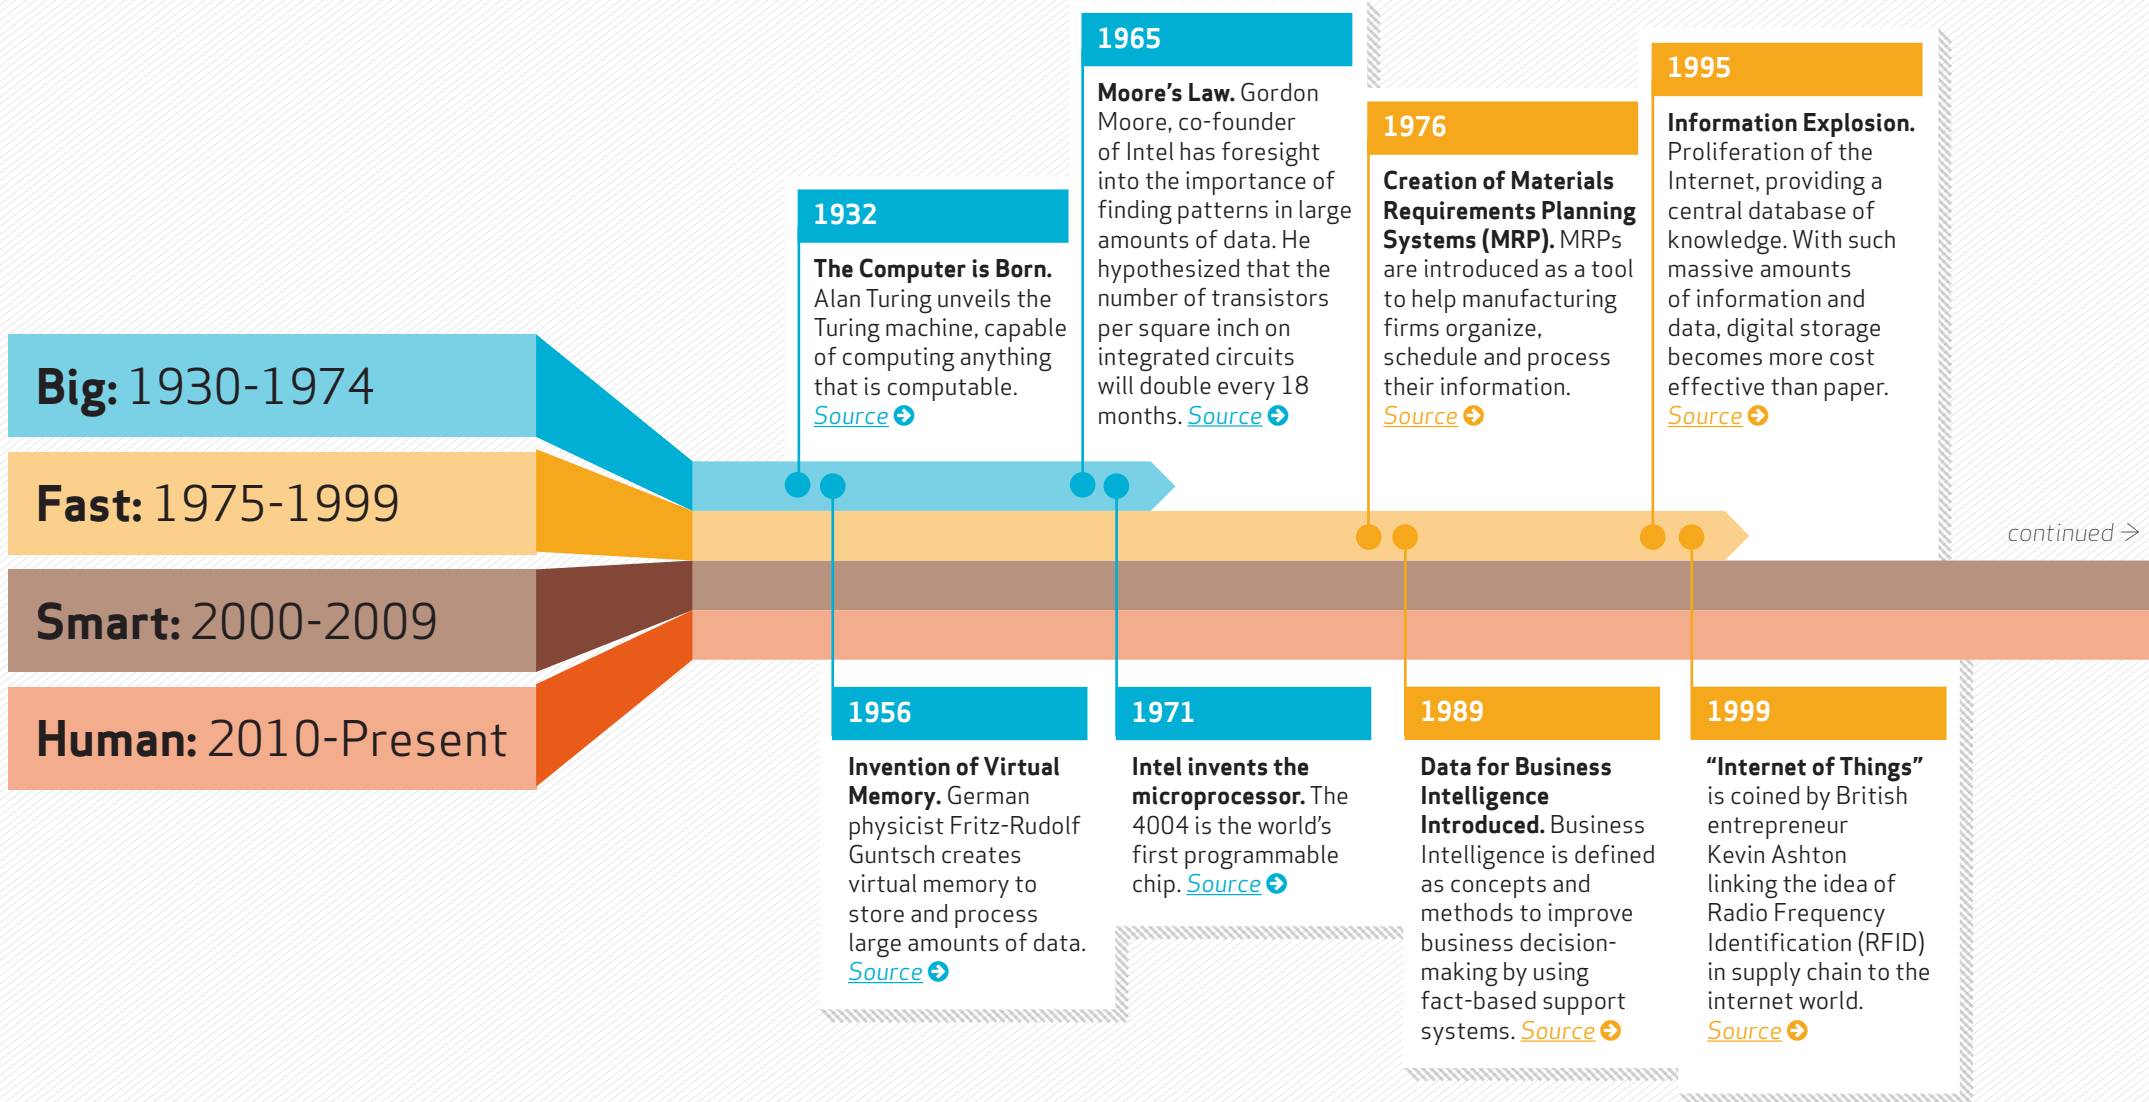 Big: 1930-1974
Fast: 1975-1999
Smart: 2000-2009
Human: 2010-Present
1932
The Computer is Born.
Alan Turing unveils the
Turing machine, capable
of computing anything
that is computable.
Source
1965
Moore’s Law. Gordon
Moore, co-founder
of Intel has foresight
into the importance of
finding patterns in large
amounts of data. He
hypothesized that the
number of transistors
per square inch on
integrated circuits
will double every 18
months. Source
1976
Creation of Materials
Requirements Planning
Systems (MRP). MRPs
are introduced as a tool
to help manufacturing
firms organize,
schedule and process
their information.
Source
1995
Information Explosion.
Proliferation of the
Internet, providing a
central database of
knowledge. With such
massive amounts
of information and
data, digital storage
becomes more cost
effective than paper.
Source
continued →
1956
Invention of Virtual
Memory. German
physicist Fritz-Rudolf
Guntsch creates
virtual memory to
store and process
large amounts of data.
Source
1971
Intel invents the
microprocessor. The
4004 is the world’s
first programmable
chip. Source
1989
Data for Business
Intelligence
Introduced. Business
Intelligence is defined
as concepts and
methods to improve
business decision-
making by using
fact-based support
systems. Source
1999
“Internet of Things”
is coined by British
entrepreneur
Kevin Ashton
linking the idea of
Radio Frequency
Identification (RFID)
in supply chain to the
internet world.
Source